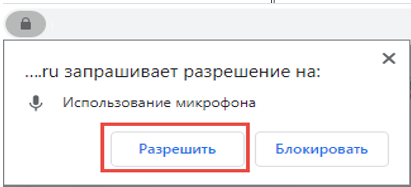 ….ru запрашивает разрешение на:
Использование микрофона
Разрешить
Блокировать